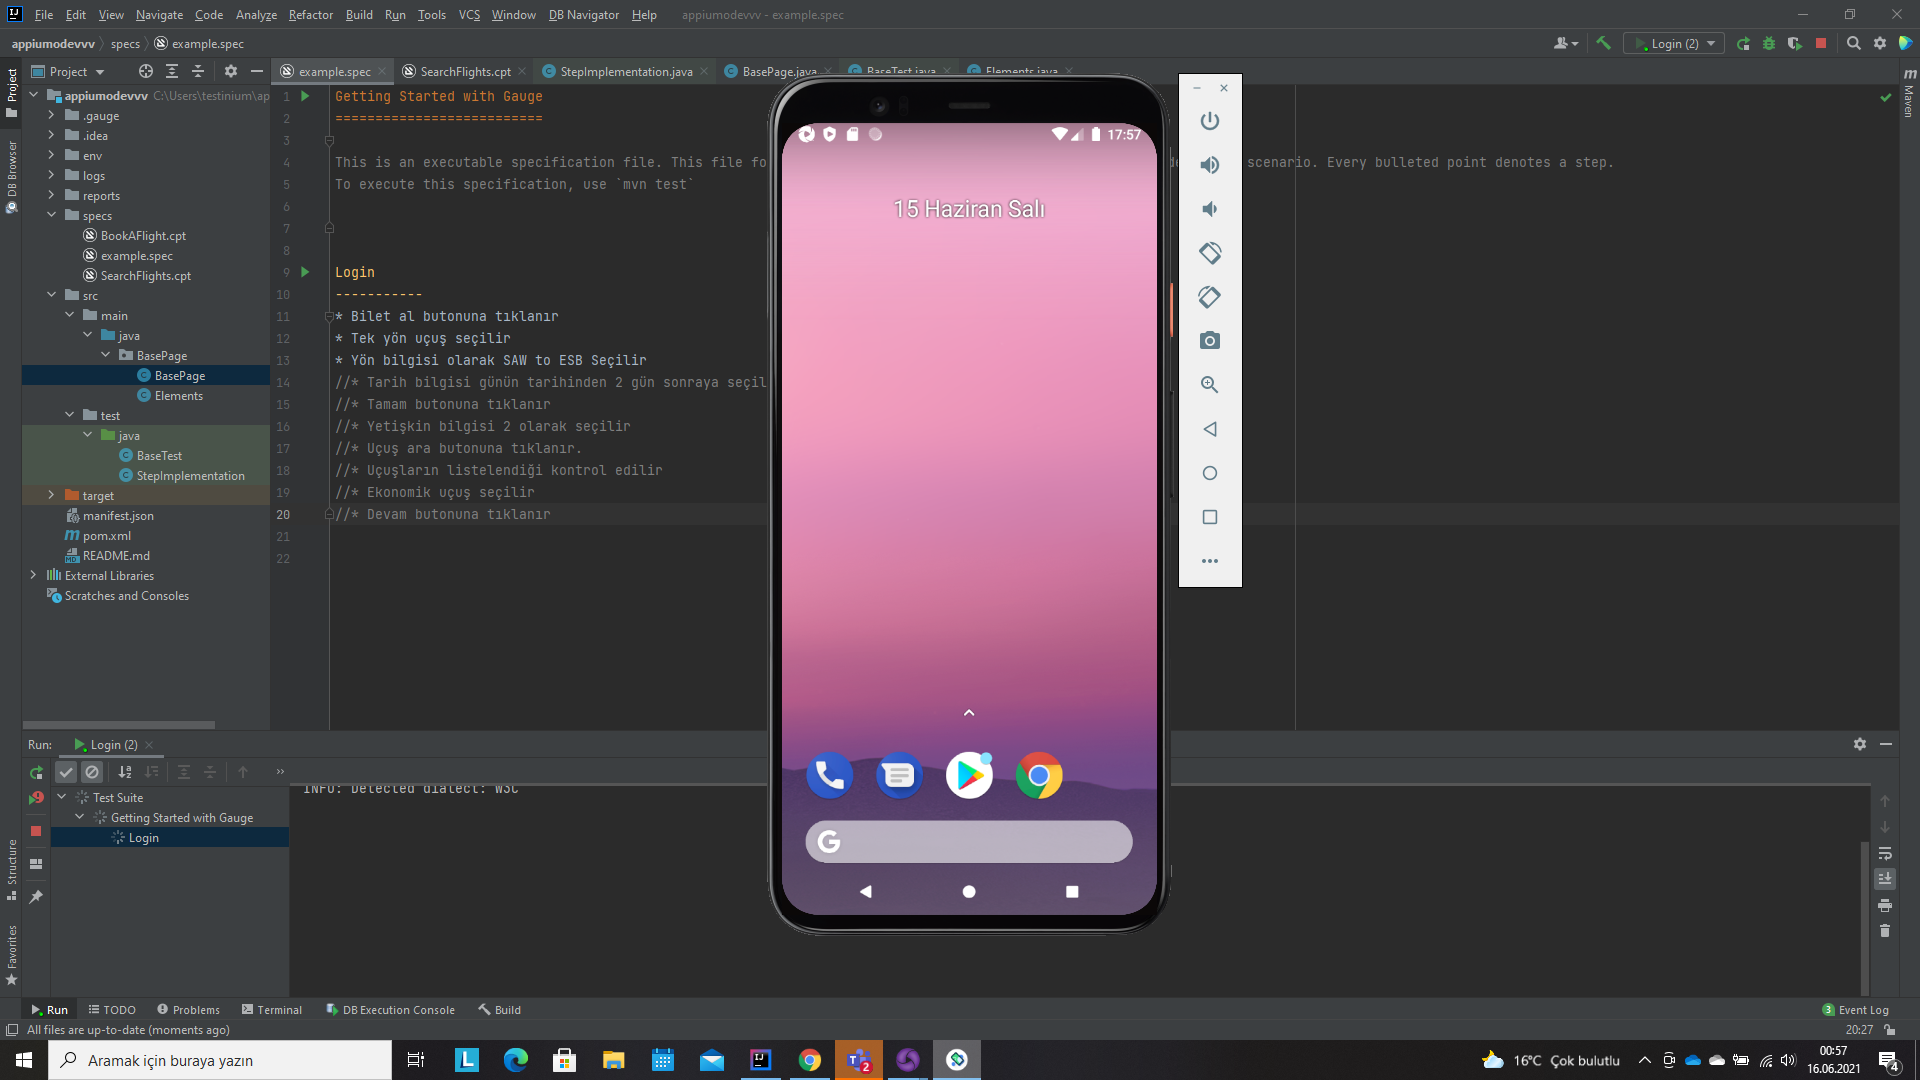 File Edit View Navigate Code Analyze Refactor Build Run Tools VCS Window DB Navigator Help appiumodevvv - example.spec
appiumodevvv specs example.spec
Login (2)
Project
example.spec SearchFlights.cpt StepImplementation.java BasePage.java BaseTest.java Elements.java
appiumodevvv C:\Users\testinium\ap
.gauge
.idea
env
logs
reports
specs
BookAFlight.cpt
example.spec
SearchFlights.cpt
src
main
java
BasePage
BasePage
Elements
test
java
BaseTest
StepImplementation
target
manifest.json
pom.xml
README.md
External Libraries
Scratches and Consoles
Project
DB Browser
Structure
Favorites
Maven
1 Getting Started with Gauge
2 ==========================
3
4 This is an executable specification file. This file fo
scenario. Every bulleted point denotes a step.
5 To execute this specification, use `mvn test`
6
7
8
9 Login
10 -----------
11 * Bilet al butonuna tıklanır
12 * Tek yön uçuş seçilir
13 * Yön bilgisi olarak SAW to ESB Seçilir
14 //* Tarih bilgisi günün tarihinden 2 gün sonraya seçil
15 //* Tamam butonuna tıklanır
16 //* Yetişkin bilgisi 2 olarak seçilir
17 //* Uçuş ara butonuna tıklanır.
18 //* Uçuşların listelendiği kontrol edilir
19 //* Ekonomik uçuş seçilir
20 //* Devam butonuna tıklanır
21
22
17:57
15 Haziran Salı
Run: Login (2)
Test Suite
Getting Started with Gauge
Login
INFO: Detected dialect: W3C
Run TODO Problems Terminal DB Execution Console Build
3 Event Log
All files are up-to-date (moments ago)
20:27
Aramak için buraya yazın
2
16°C Çok bulutlu
00:57
16.06.2021
4